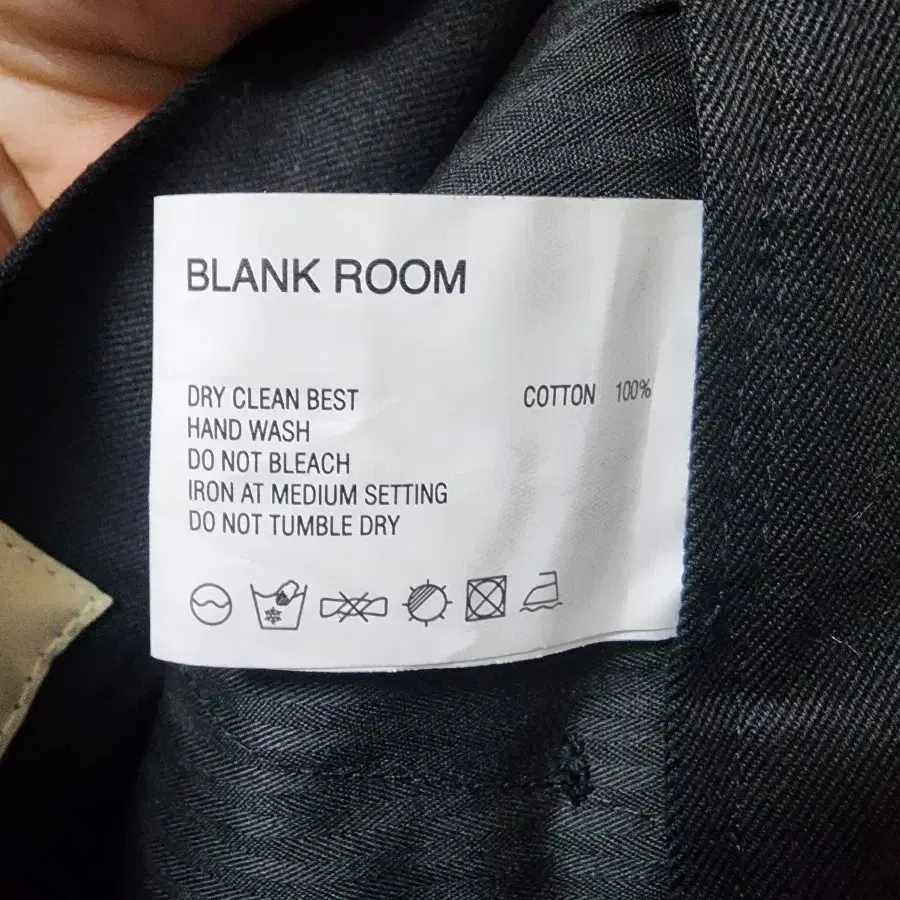 BLANK ROOM
DRY CLEAN BEST
HAND WASH
DO NOT BLEACH
IRON AT MEDIUM SETTING
DO NOT TUMBLE DRY
COTTON 100%